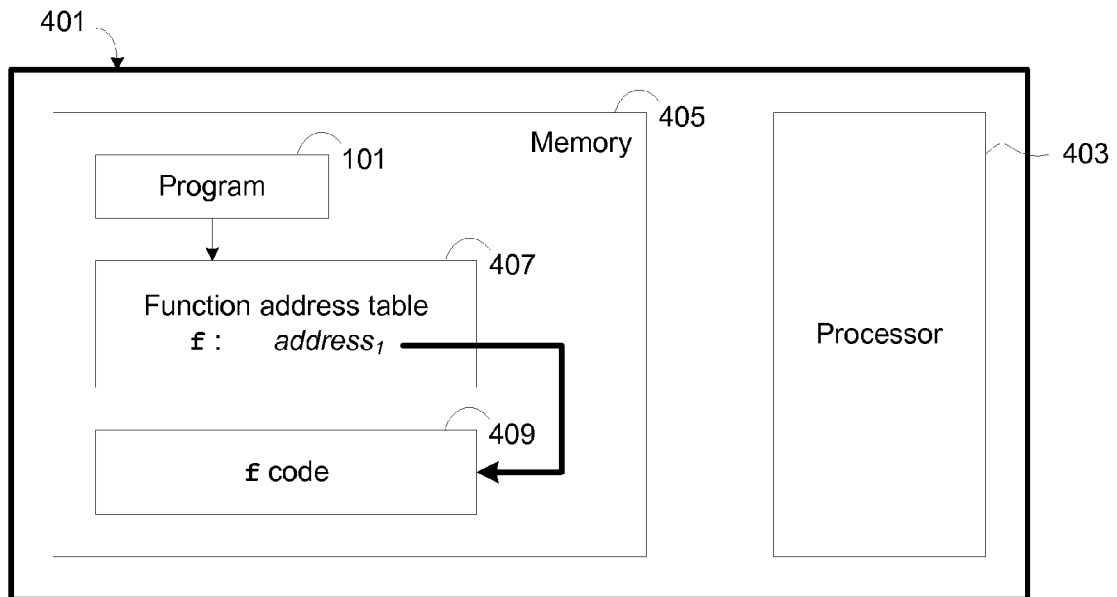 401
405
Memory
101
403
Program
407
Function address table
f : address₁
Processor
409
f code